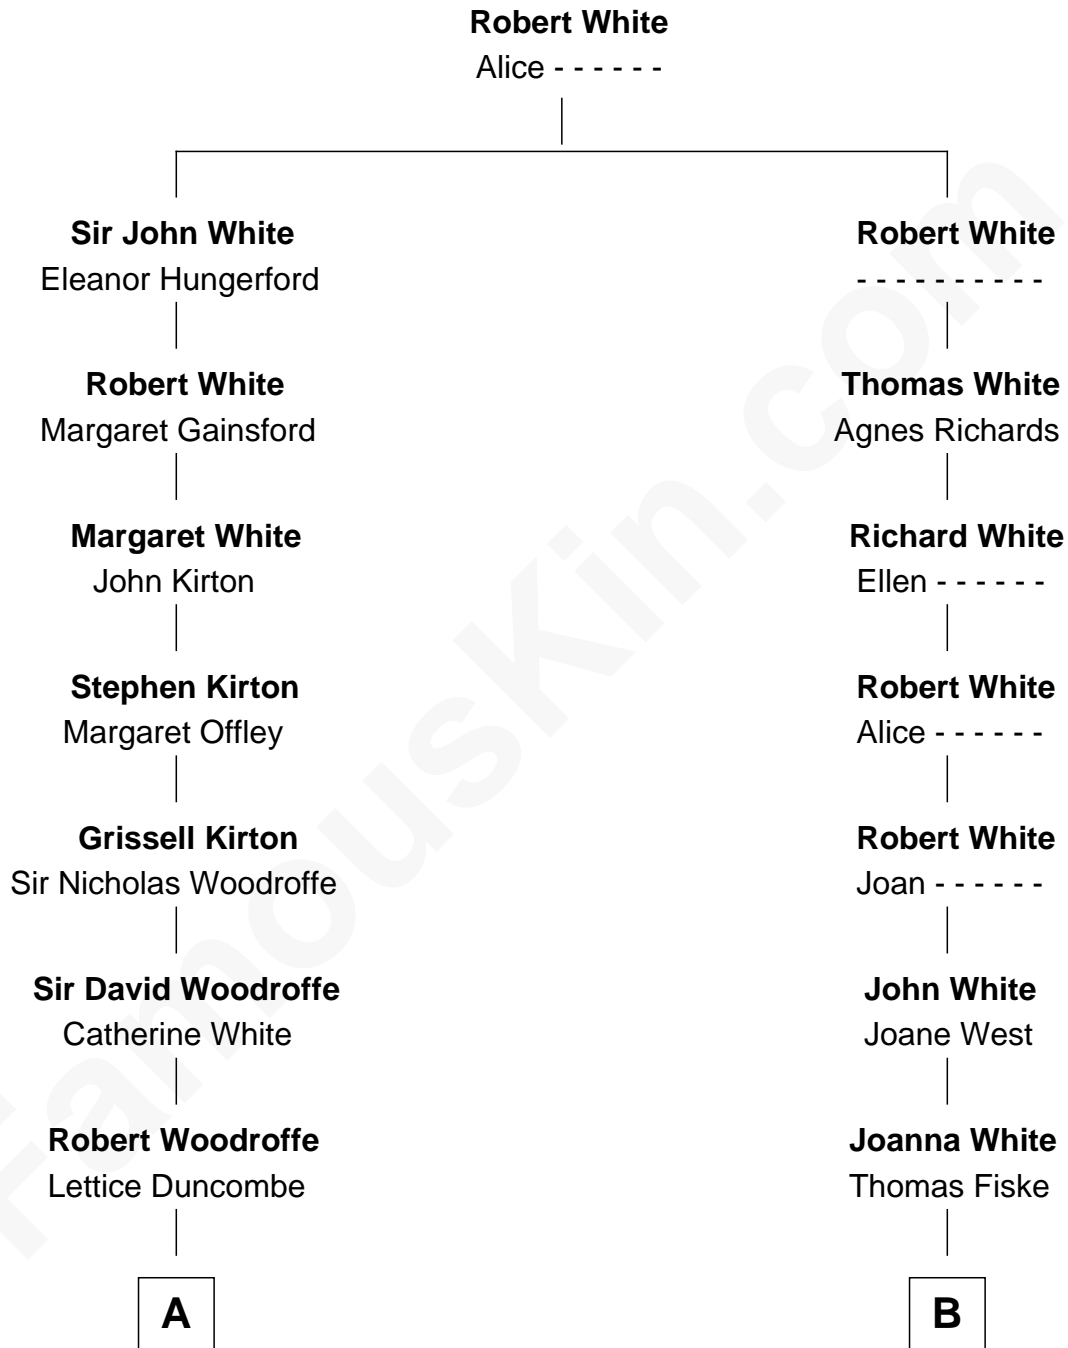 Robert White
Alice - - - - - -
Sir John White
Eleanor Hungerford
Robert White
- - - - - - - - - -
Robert White
Margaret Gainsford
Thomas White
Agnes Richards
Margaret White
John Kirton
Richard White
Ellen - - - - - -
Stephen Kirton
Margaret Offley
Robert White
Alice - - - - - -
Grissell Kirton
Sir Nicholas Woodroffe
Robert White
Joan - - - - - -
Sir David Woodroffe
Catherine White
John White
Joane West
Robert Woodroffe
Lettice Duncombe
Joanna White
Thomas Fiske
A
B
FamousKin.com